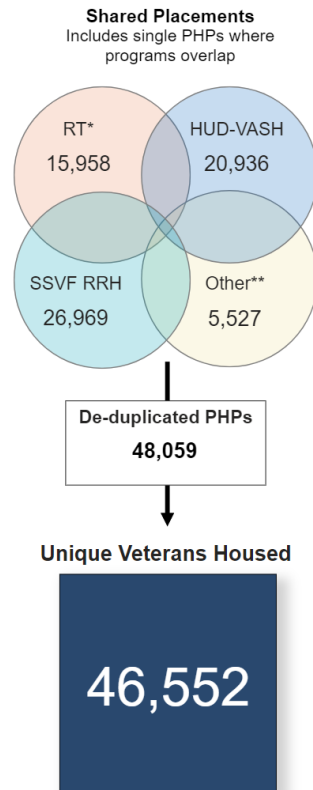 Shared Placements
Includes single PHPs where
programs overlap
RT*
15,958
HUD-VASH
20,936
SSVF RRH
26,969
Other**
5,527
De-duplicated PHPs
48,059
Unique Veterans Housed
46,552